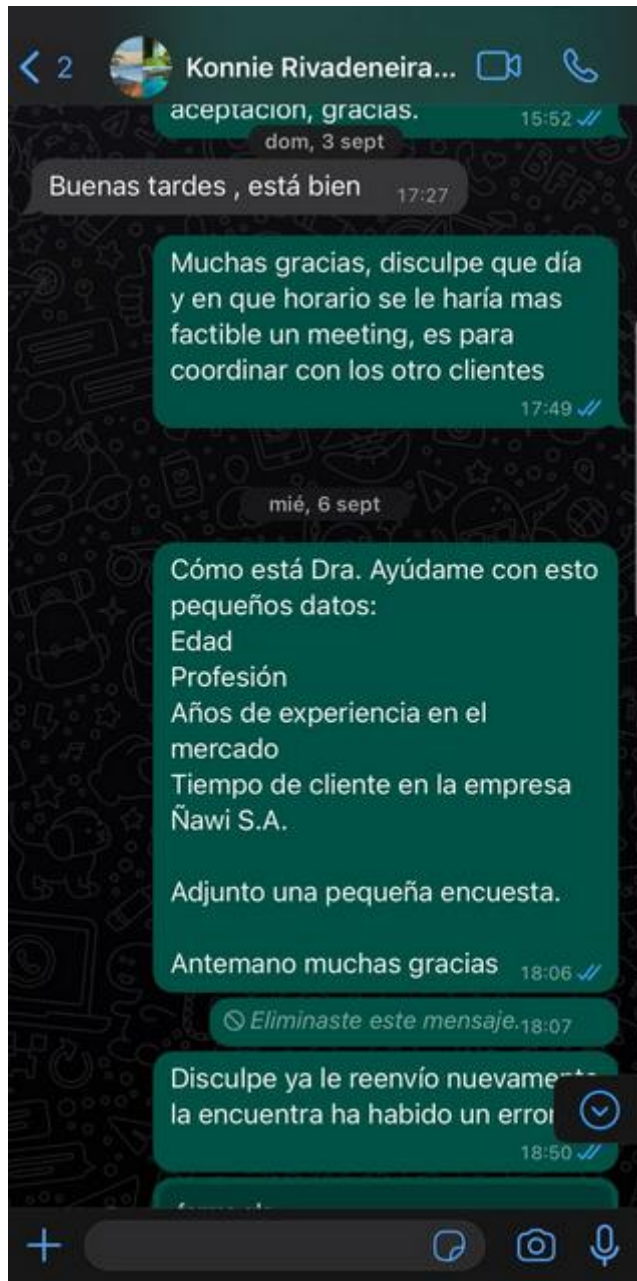 2
Konnie Rivadeneira...
aceptación, gracias.
15:52
dom, 3 sept
Buenas tardes , está bien
17:27
Muchas gracias, disculpe que día
y en que horario se le haría mas
factible un meeting, es para
coordinar con los otro clientes
17:49
mié, 6 sept
Cómo está Dra. Ayúdame con esto
pequeños datos:
Edad
Profesión
Años de experiencia en el
mercado
Tiempo de cliente en la empresa
Ñawi S.A.
Adjunto una pequeña encuesta.
Antemano muchas gracias
18:06
Eliminaste este mensaje.
18:07
Disculpe ya le reenvío
la encuentra ha habido un error
18:50